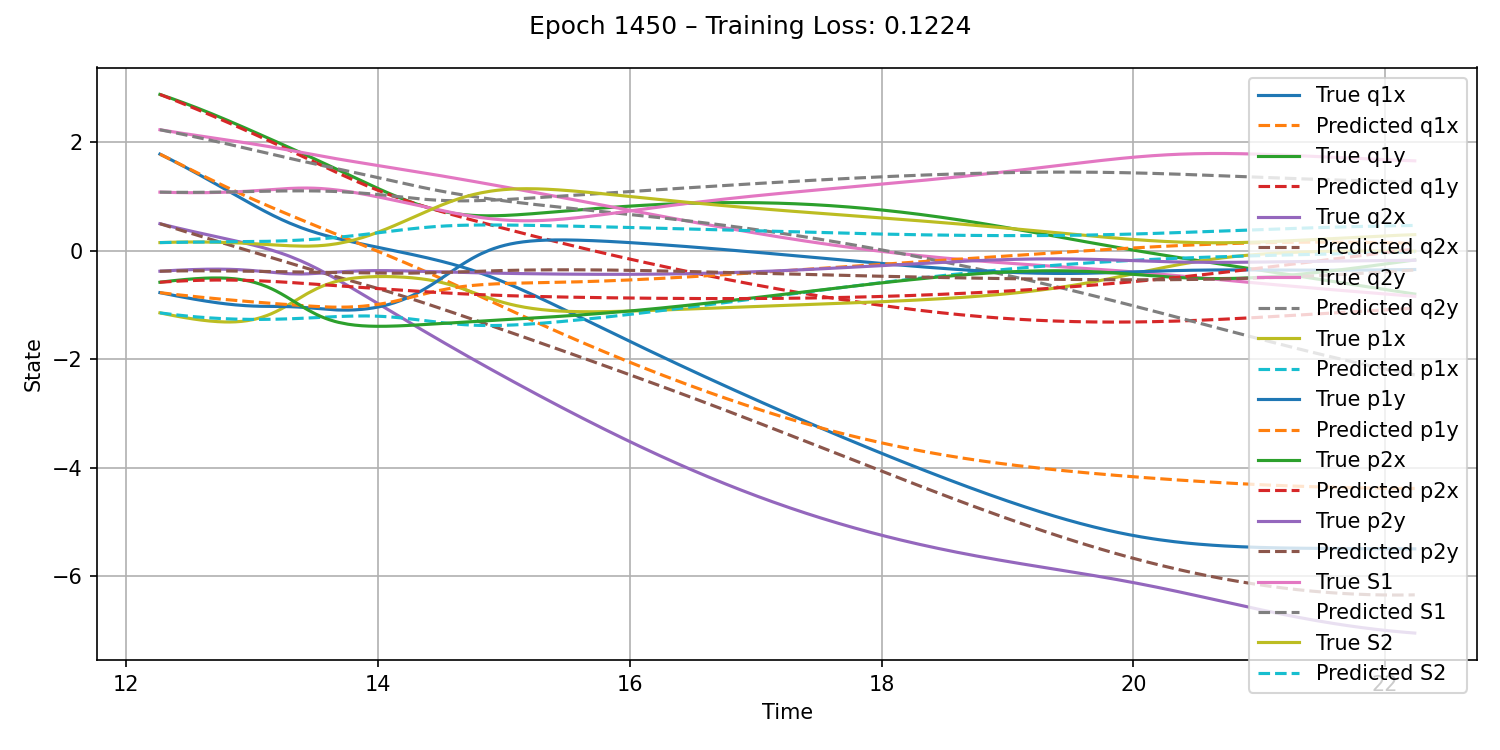 Epoch 1450 – Training Loss: 0.1224
State
2
0
−2
−4
−6
12
14
16
18
20
22
Time
True q1x
Predicted q1x
True q1y
Predicted q1y
True q2x
Predicted q2x
True q2y
Predicted q2y
True p1x
Predicted p1x
True p1y
Predicted p1y
True p2x
Predicted p2x
True p2y
Predicted p2y
True S1
Predicted S1
True S2
Predicted S2